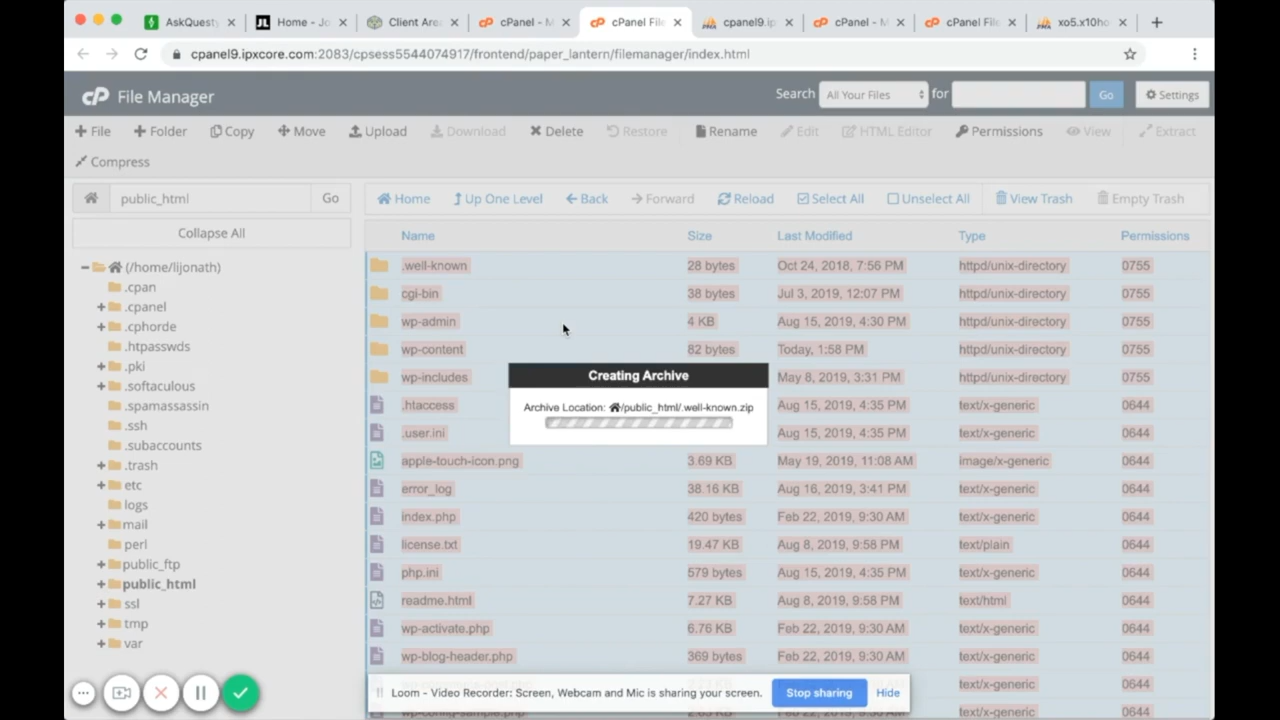 AskQuest
Home - Jo
Client Are
cPanel - M
cPanel File
cpanel9.ip
cPanel - M
cPanel File
xo5.x10ho
cpanel9.ipxcore.com:2083/cpsess5544074917/frontend/paper_lantern/filemanager/index.html
cP File Manager
Search All Your Files for Go Settings
File Folder Copy Move Upload Download Delete Restore Rename Edit HTML Editor Permissions View Extract
Compress
public_html Go
Home Up One Level Back Forward Reload Select All Unselect All View Trash Empty Trash
Collapse All
(/home/lijonath)
.cpan
.cpanel
.cphorde
.htpasswds
.pki
.softaculous
.spamassassin
.ssh
.subaccounts
.trash
etc
logs
mail
perl
public_ftp
public_html
ssl
tmp
var
Name Size Last Modified Type Permissions
.well-known 28 bytes Oct 24, 2018, 7:56 PM httpd/unix-directory 0755
cgi-bin 38 bytes Jul 3, 2019, 12:07 PM httpd/unix-directory 0755
wp-admin 4 KB Aug 15, 2019, 4:30 PM httpd/unix-directory 0755
wp-content 82 bytes Today, 1:58 PM httpd/unix-directory 0755
wp-includes May 8, 2019, 3:31 PM httpd/unix-directory 0755
.htaccess Aug 15, 2019, 4:35 PM text/x-generic 0644
.user.ini Aug 15, 2019, 4:35 PM text/x-generic 0644
apple-touch-icon.png 3.69 KB May 19, 2019, 11:08 AM image/x-generic 0644
error_log 38.16 KB Aug 16, 2019, 3:41 PM text/x-generic 0644
index.php 420 bytes Feb 22, 2019, 9:30 AM text/x-generic 0644
license.txt 19.47 KB Aug 8, 2019, 9:58 PM text/plain 0644
php.ini 579 bytes Aug 15, 2019, 4:35 PM text/x-generic 0644
readme.html 7.27 KB Aug 8, 2019, 9:58 PM text/html 0644
wp-activate.php 6.76 KB Feb 22, 2019, 9:30 AM text/x-generic 0644
wp-blog-header.php 369 bytes Feb 22, 2019, 9:30 AM text/x-generic 0644
0644
0644
Creating Archive
Archive Location: /public_html/.well-known.zip
Loom - Video Recorder: Screen, Webcam and Mic is sharing your screen. Stop sharing Hide